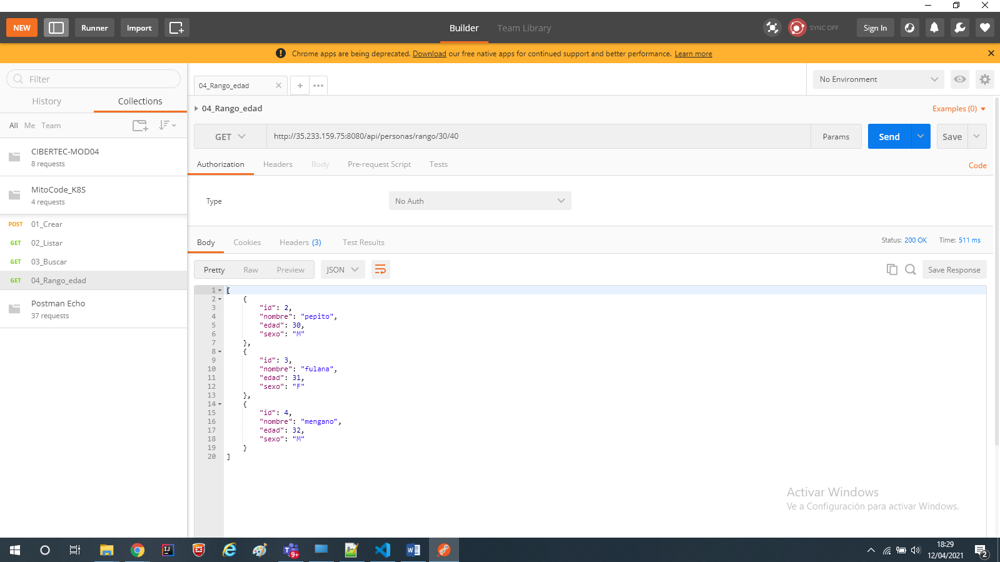 NEW
Runner
Import
Builder
Team Library
SYNC OFF
Sign In
Chrome apps are being deprecated. Download our free native apps for continued support and better performance. Learn more
Filter
History
Collections
All Me Team
CIBERTEC-MOD04
8 requests
MitoCode_K8S
4 requests
POST 01_Crear
GET 02_Listar
GET 03_Buscar
GET 04_Rango_edad
Postman Echo
37 requests
04_Rango_edad
No Environment
04_Rango_edad
Examples (0)
GET
http://35.233.159.75:8080/api/personas/rango/30/40
Params
Send
Save
Authorization
Headers
Body
Pre-request Script
Tests
Code
Type
No Auth
Body
Cookies
Headers (3)
Test Results
Status: 200 OK
Time: 511 ms
Pretty
Raw
Preview
JSON
Save Response
1 [
2 {
3 "id": 2,
4 "nombre": "pepito",
5 "edad": 30,
6 "sexo": "M"
7 },
8 {
9 "id": 3,
10 "nombre": "fulana",
11 "edad": 31,
12 "sexo": "F"
13 },
14 {
15 "id": 4,
16 "nombre": "mengano",
17 "edad": 32,
18 "sexo": "M"
19 }
20 ]
Activar Windows
Ve a Configuración para activar Windows.
9+
18:29
12/04/2021
2